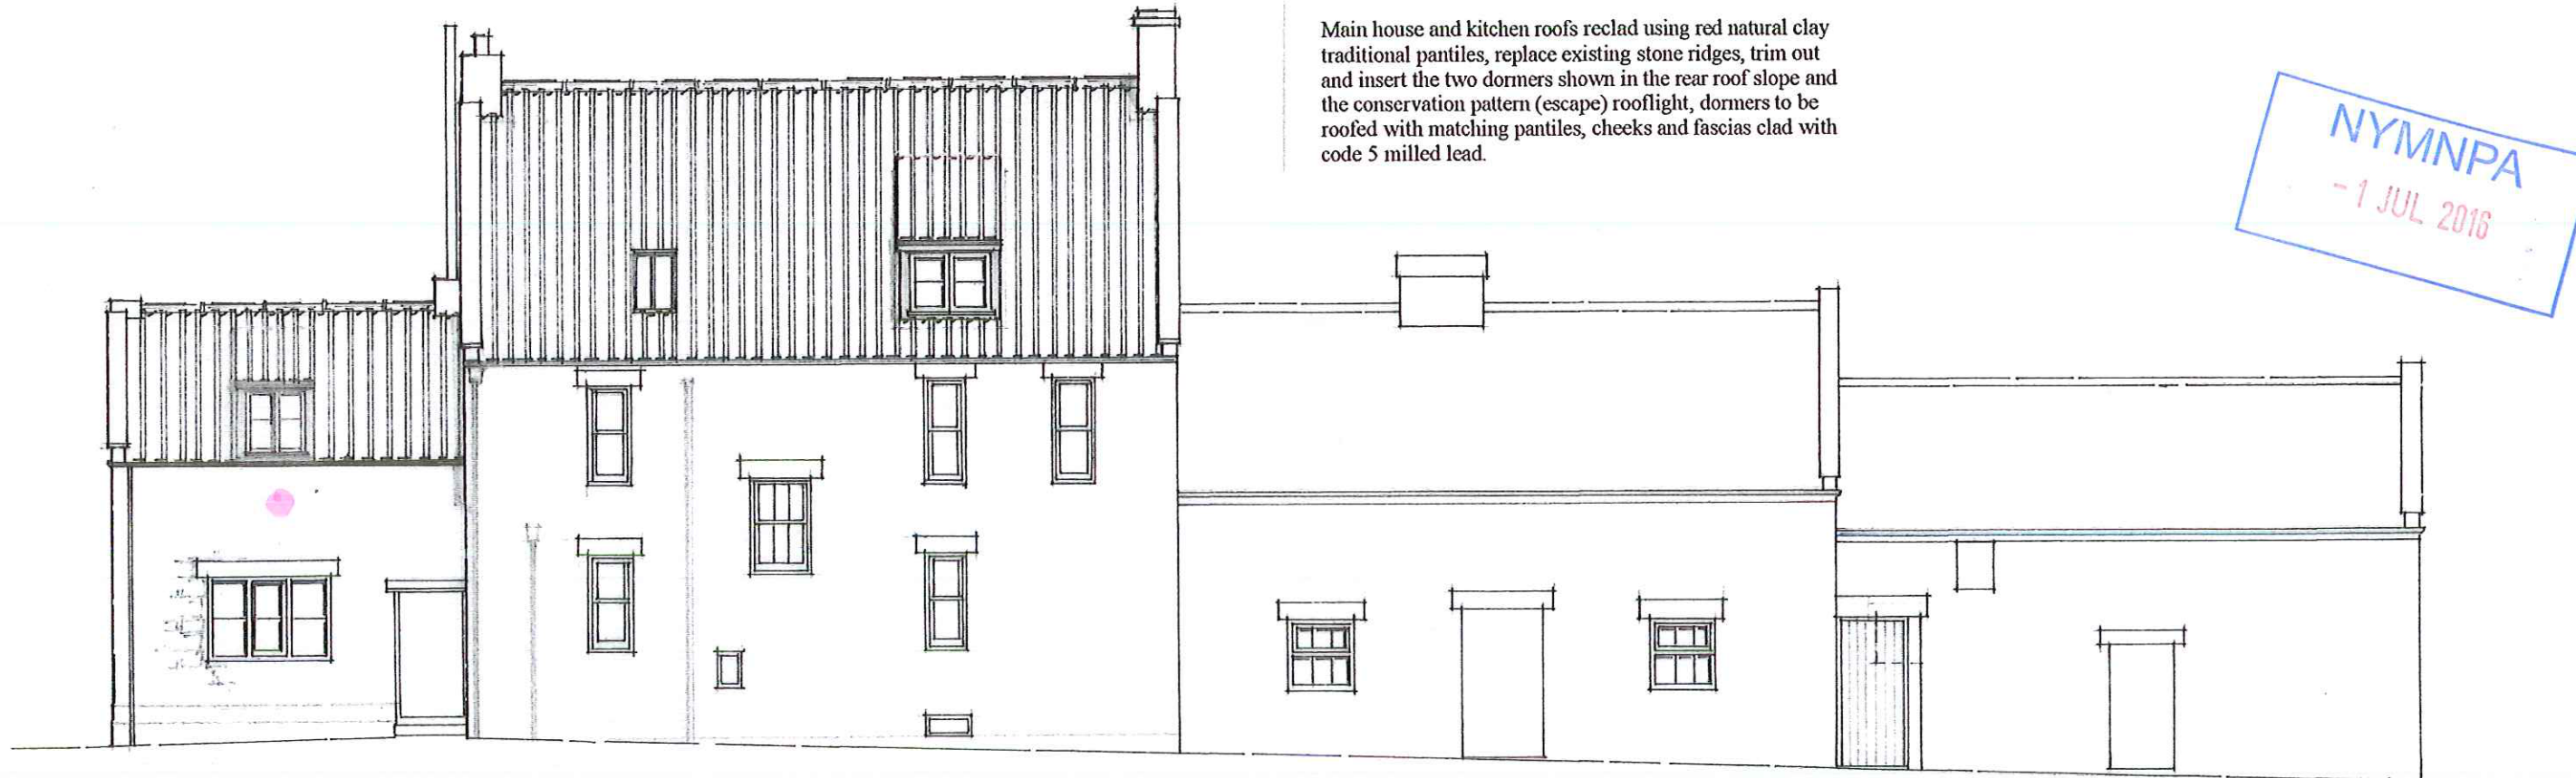 Main house and kitchen roofs reclad using red natural clay
traditional pantiles, replace existing stone ridges, trim out
and insert the two dormers shown in the rear roof slope and
the conservation pattern (escape) rooflight, dormers to be
roofed with matching pantiles, cheeks and fascias clad with
code 5 milled lead.
NYMNPA
- 1 JUL 2016